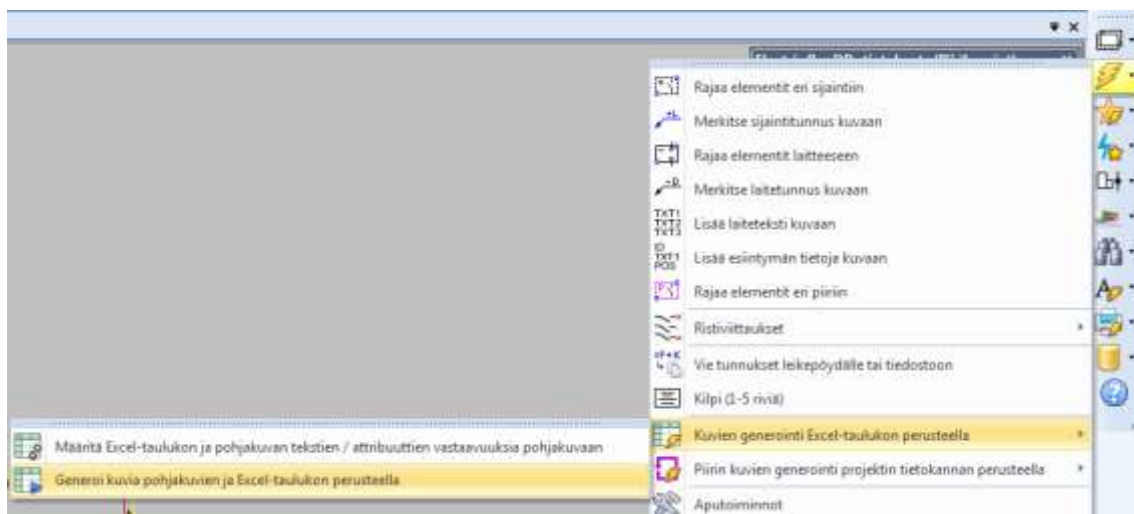 Rajaa elementit eri sijaintiin
Merkitse sijaintitunnus kuvaan
Rajaa elementit laitteeseen
Merkitse laitetunnus kuvaan
Lisää laiteteksti kuvaan
Lisää esiintymän tietoja kuvaan
Rajaa elementit eri piiriin
Ristiviittaukset
Vie tunnukset leikepöydälle tai tiedostoon
Kilpi (1-5 riviä)
Kuvien generointi Excel-taulukon perusteella
Määritä Excel-taulukon ja pohjakuvan tekstien / attribuuttien vastaavuuksia pohjakuvaan
Generoi kuvia pohjakuvien ja Excel-taulukon perusteella
Piirin kuvien generointi projektin tietokannan perusteella
Aputoiminnot